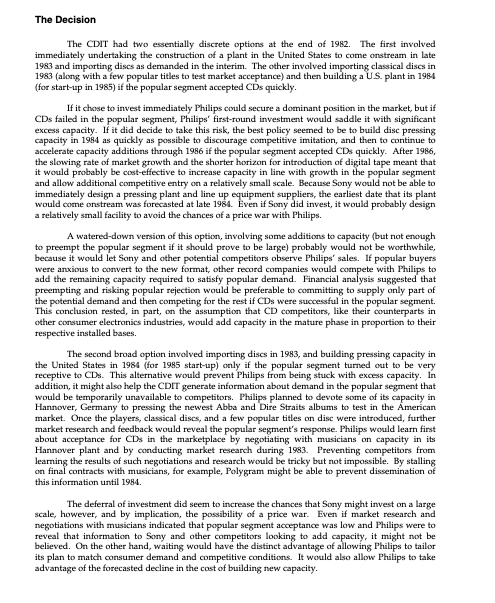 The Decision
The CDIT had two essentially discrete options at the end of 1982. The first involved
immediately undertaking the construction of a plant in the United States to come onstream in late
1983 and importing discs as demanded in the interim. The other involved importing classical discs in
1983 (along with a few popular titles to test market acceptance) and then building a U.S. plant in 1984
(for start-up in 1985) if the popular segment accepted CDs quickly.
If it chose to invest immediately Philips could secure a dominant position in the market, but if
CDs failed in the popular segment, Philips' first-round investment would saddle it with significant
excess capacity. If it did decide to take this risk, the best policy seemed to be to build disc pressing
capacity in 1984 as quickly as possible to discourage competitive imitation, and then to continue to
accelerate capacity additions through 1986 if the popular segment accepted CDs quickly. After 1986,
the slowing rate of market growth and the shorter horizon for introduction of digital tape meant that
it would probably be cost-effective to increase capacity in line with growth in the popular segment
and allow additional competitive entry on a relatively small scale. Because Sony would not be able to
immediately design a pressing plant and line up equipment suppliers, the earliest date that its plant
would come onstream was forecasted at late 1984. Even if Sony did invest, it would probably design
a relatively small facility to avoid the chances of a price war with Philips.
A watered-down version of this option, involving some additions to capacity (but not enough
to preempt the popular segment if it should prove to be large) probably would not be worthwhile,
because it would let Sony and other potential competitors observe Philips' sales. If popular buyers
were anxious to convert to the new format, other record companies would compete with Philips to
add the remaining capacity required to satisfy popular demand. Financial analysis suggested that
preempting and risking popular rejection would be preferable to committing to supply only part of
the potential demand and then competing for the rest if CDs were successful in the popular segment.
This conclusion rested, in part, on the assumption that CD competitors, like their counterparts in
other consumer electronics industries, would add capacity in the mature phase in proportion to their
respective installed bases.
The second broad option involved importing discs in 1983, and building pressing capacity in
the United States in 1984 (for 1985 start-up) only if the popular segment turned out to be very
receptive to CDs. This alternative would prevent Philips from being stuck with excess capacity. In
addition, it might also help the CDIT generate information about demand in the popular segment that
would be temporarily unavailable to competitors. Philips planned to devote some of its capacity in
Hannover, Germany to pressing the newest Abba and Dire Straits albums to test in the American
market. Once the players, classical discs, and a few popular titles on disc were introduced, further
market research and feedback would reveal the popular segment's response. Philips would learn first
about acceptance for CDs in the marketplace by negotiating with musicians on capacity in its
Hannover plant and by conducting market research during 1983. Preventing competitors from
learning the results of such negotiations and research would be tricky but not impossible. By stalling
on final contracts with musicians, for example, Polygram might be able to prevent dissemination of
this information until 1984.
The deferral of investment did seem to increase the chances that Sony might invest on a large
scale, however, and by implication, the possibility of a price war. Even if market research and
negotiations with musicians indicated that popular segment acceptance was low and Philips were to
reveal that information to Sony and other competitors looking to add capacity, it might not be
believed. On the other hand, waiting would have the distinct advantage of allowing Philips to tailor
its plan to match consumer demand and competitive conditions. It would also allow Philips to take
advantage of the forecasted decline in the cost of building new capacity.